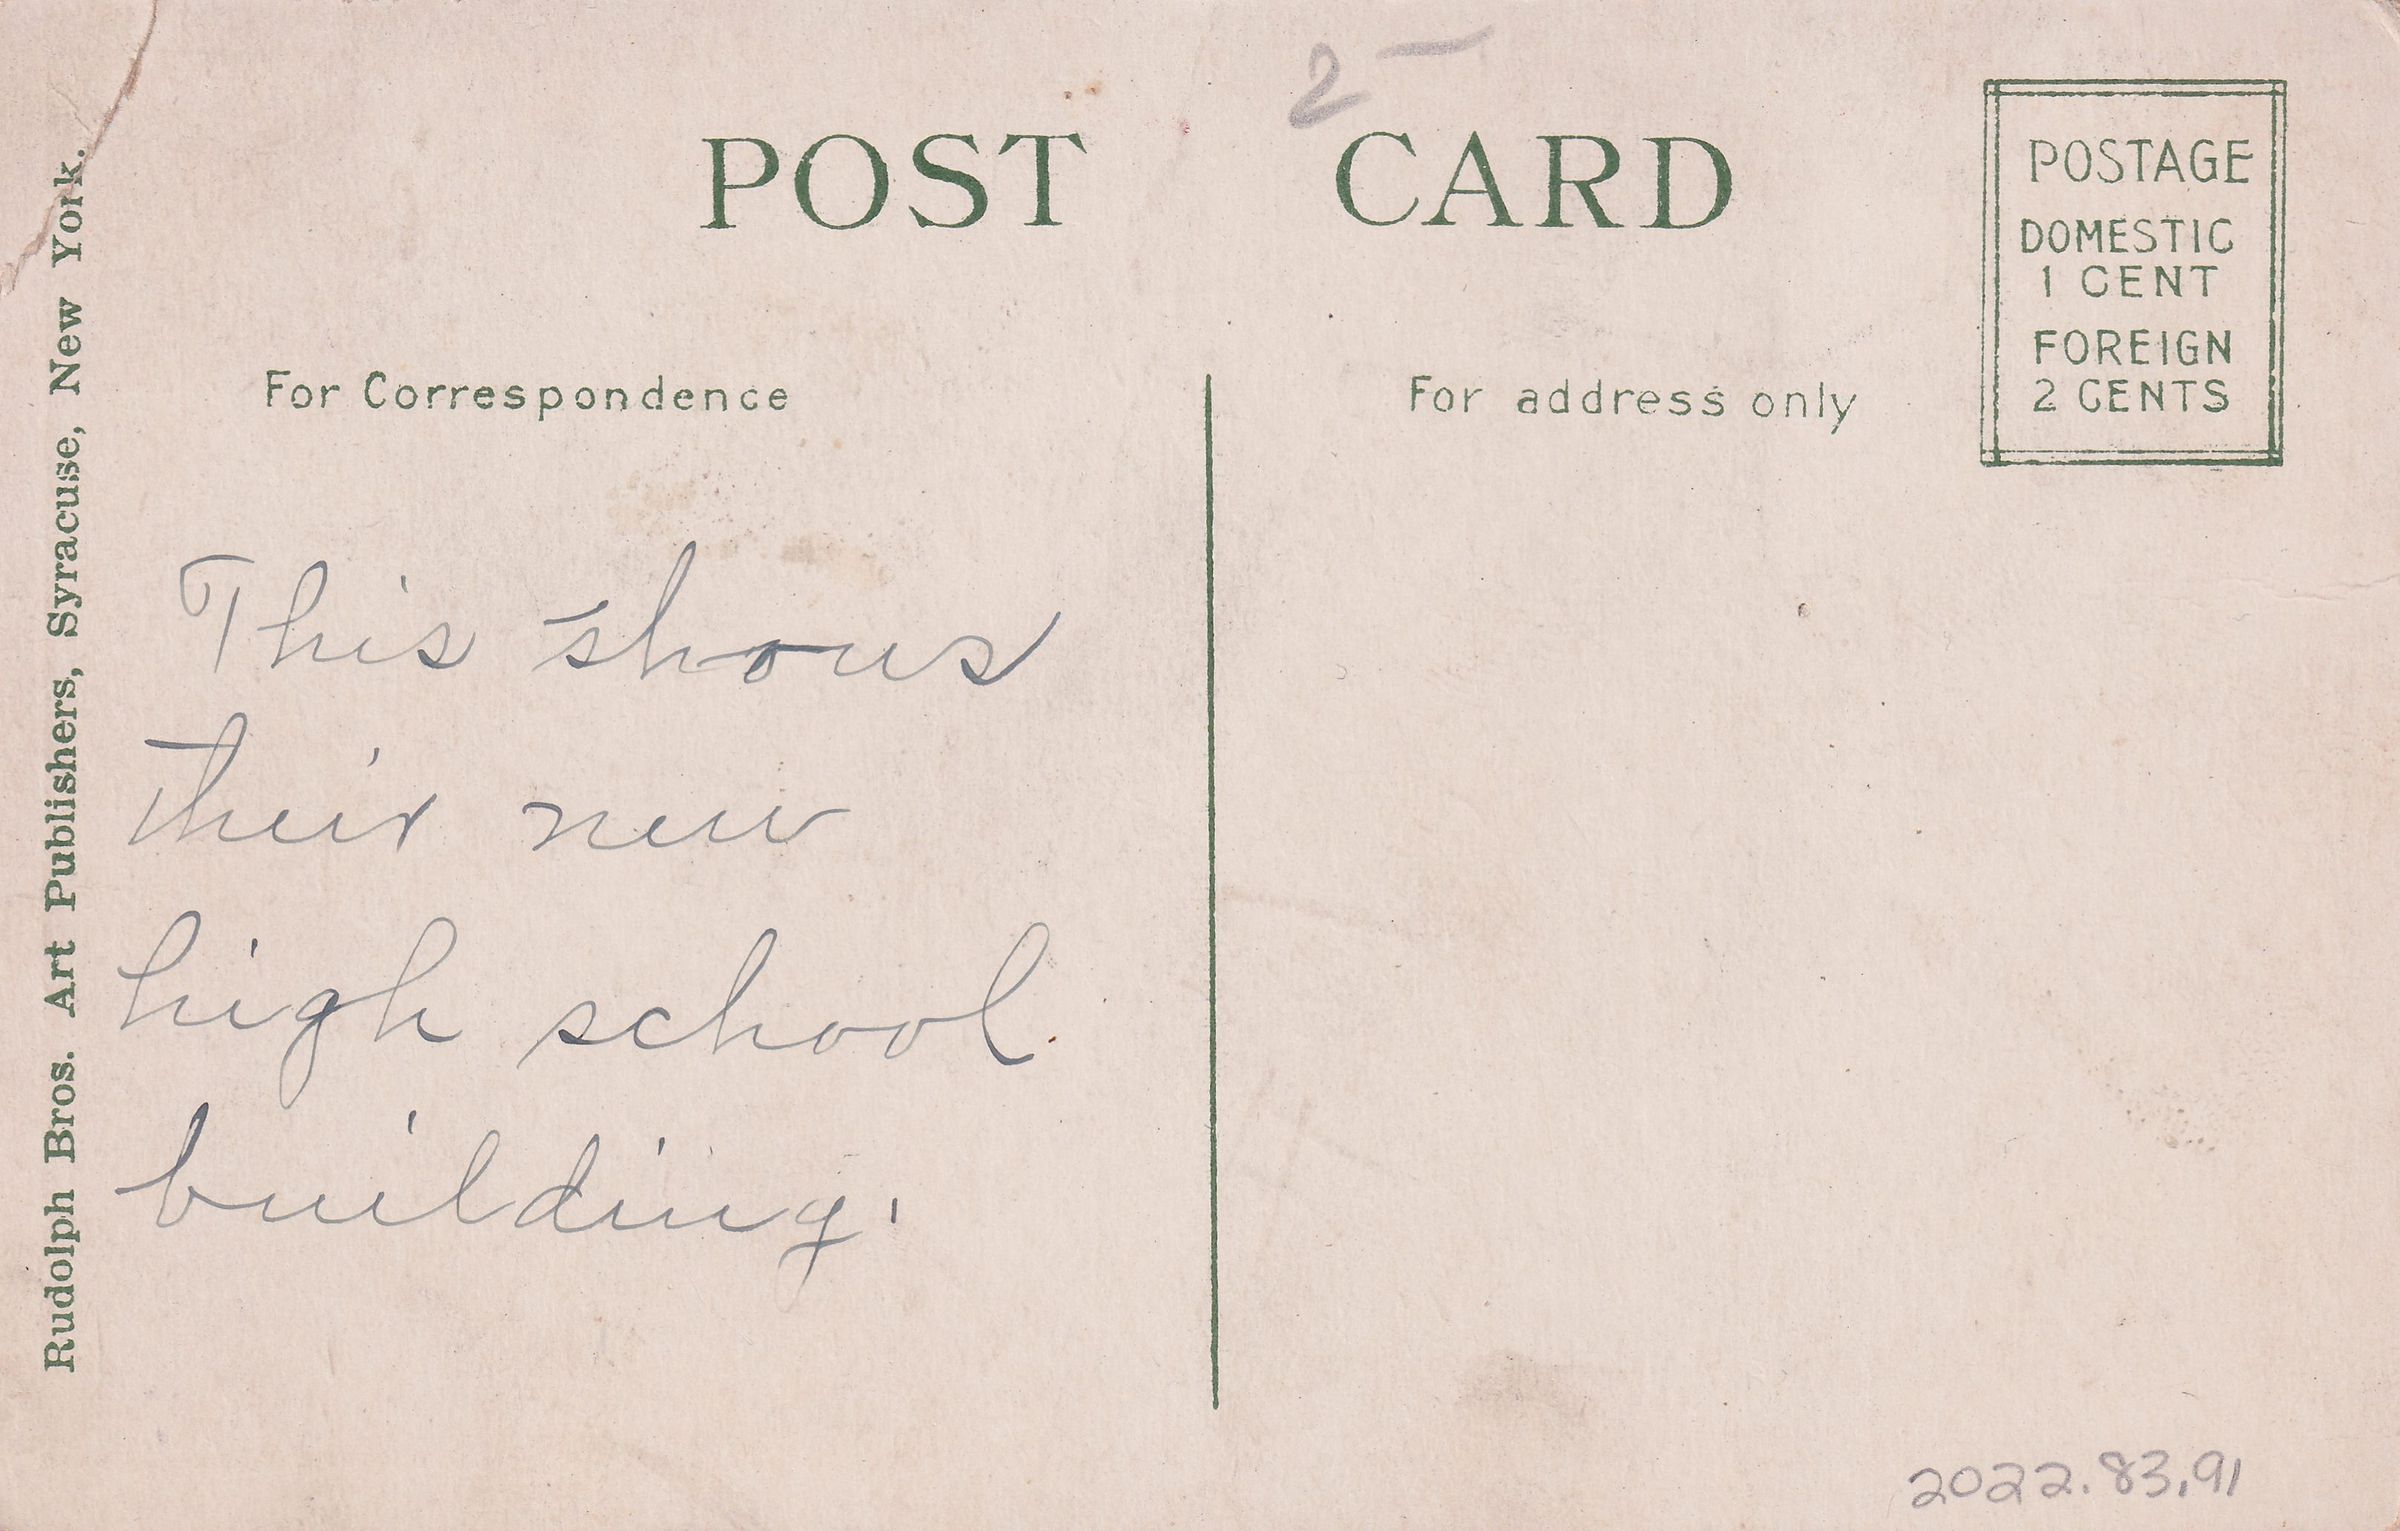 2 —
POST CARD
POSTAGE
DOMESTIC
1 CENT
FOREIGN
2 CENTS
For Correspondence
For address only
This shows
their new
high school
building.
Rudolph Bros. Art Publishers, Syracuse, New York.
2022.83.91